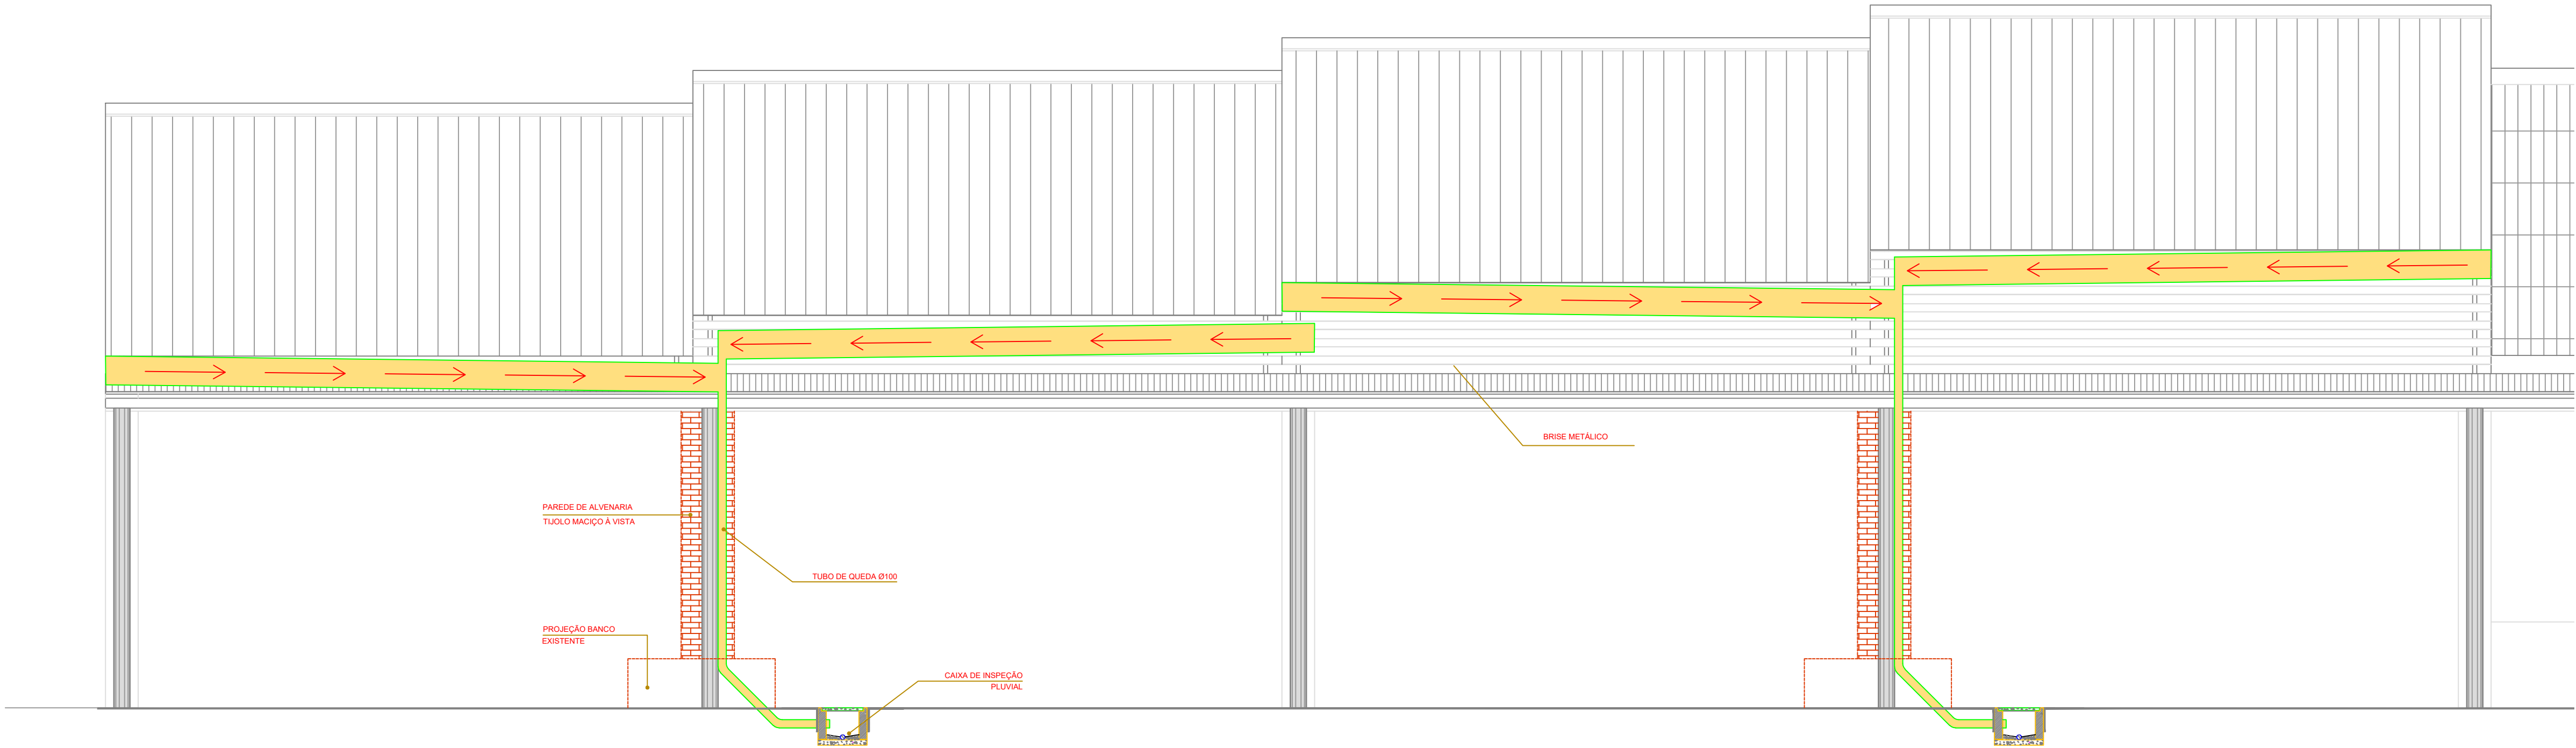 BRISE METÁLICO
PAREDE DE ALVENARIA
TIJOLO MACIÇO À VISTA
TUBO DE QUEDA Ø100
PROJEÇÃO BANCO
EXISTENTE
CAIXA DE INSPEÇÃO
PLUVIAL